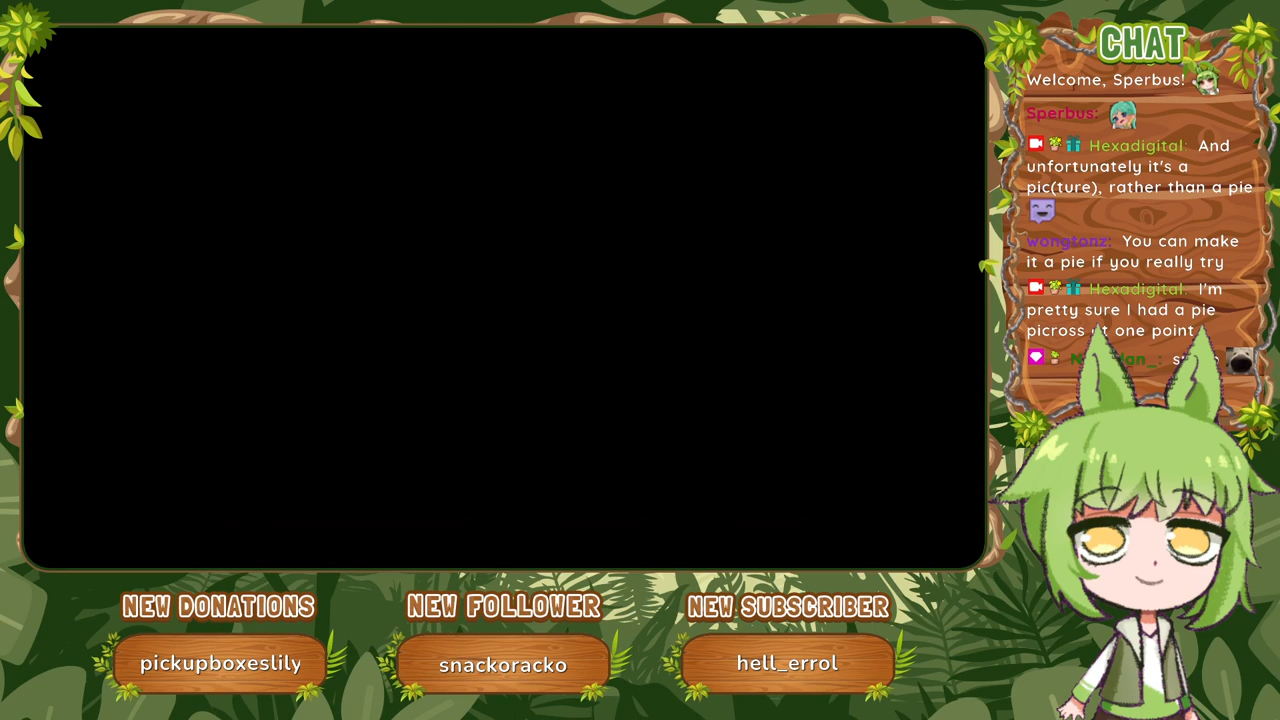 CHAT
Welcome, Sperbus!
Sperbus:
Hexadigital: And
unfortunately it's a
pic(ture), rather than a pie
wongtonz: You can make
it a pie if you really try
Hexadigital: I'm
pretty sure I had a pie
picross at one point
NEW DONATIONS
NEW FOLLOWER
NEW SUBSCRIBER
pickupboxeslily
snackoracko
hell_errol